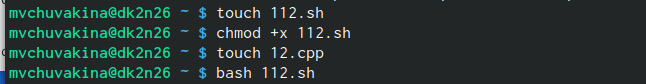 mvchuvakina@dk2n26 ~ $ touch 112.sh
mvchuvakina@dk2n26 ~ $ chmod +x 112.sh
mvchuvakina@dk2n26 ~ $ touch 12.cpp
mvchuvakina@dk2n26 ~ $ bash 112.sh